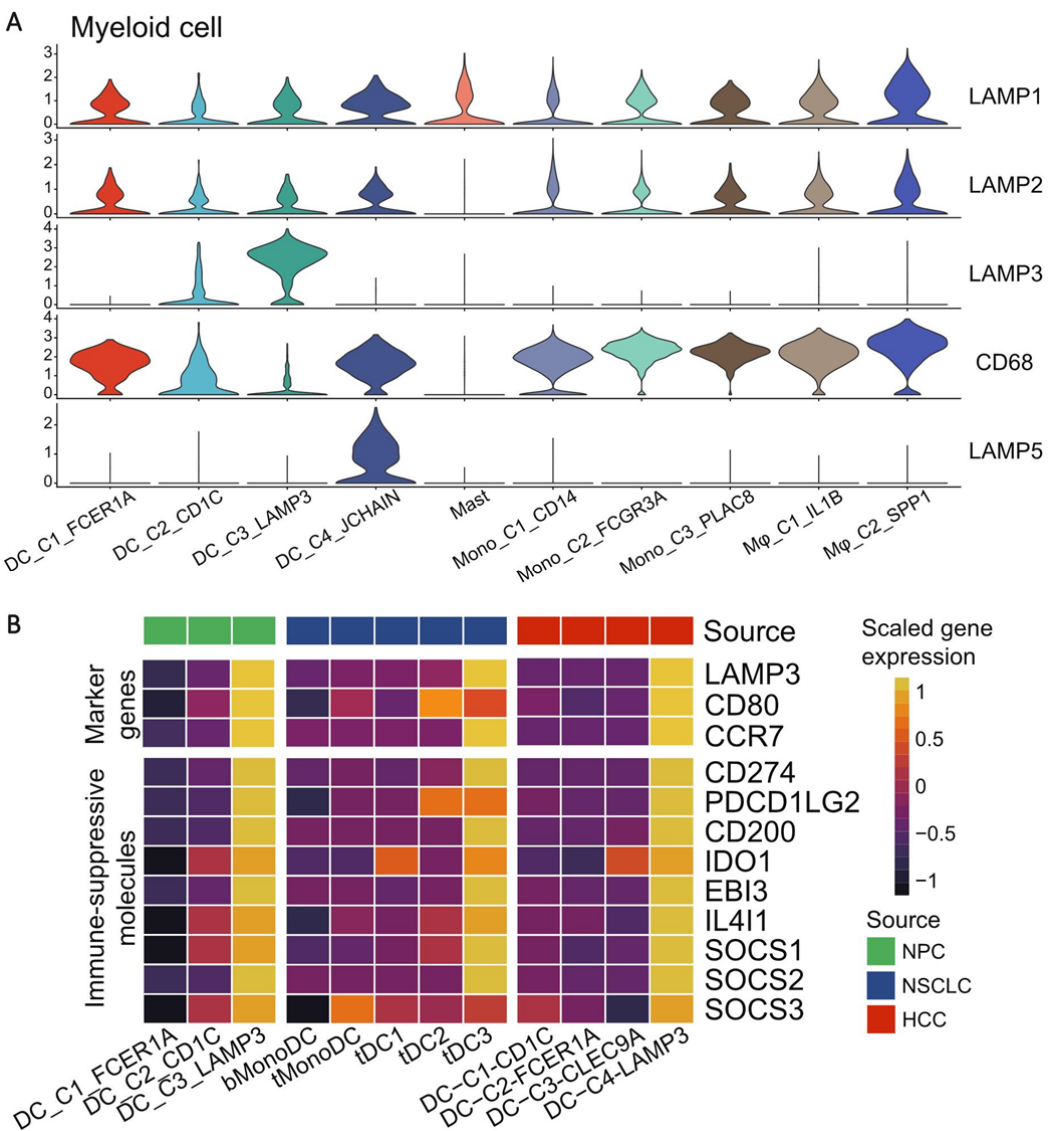 A
Myeloid cell
3
2
1
0
LAMP1
3
2
1
0
LAMP2
4
3
2
1
0
LAMP3
4
3
2
1
0
CD68
2
1
0
LAMP5
DC_C1_FCER1A
DC_C2_CD1C
DC_C3_LAMP3
DC_C4_JCHAIN
Mast
Mono_C1_CD14
Mono_C2_FCGR3A
Mono_C3_PLAC8
Mφ_C1_IL1B
Mφ_C2_SPP1
B
Source
Marker
genes
LAMP3
CD80
CCR7
Immune-suppressive
molecules
CD274
PDCD1LG2
CD200
IDO1
EBI3
IL4I1
SOCS1
SOCS2
SOCS3
DC_C1_FCER1A
DC_C2_CD1C
DC_C3_LAMP3
bMonoDC
tMonoDC
tDC1
tDC2
tDC3
DC−C1-CD1C
DC−C2-FCER1A
DC−C3-CLEC9A
DC−C4-LAMP3
Scaled gene
expression
1
0.5
0
−0.5
−1
Source
NPC
NSCLC
HCC